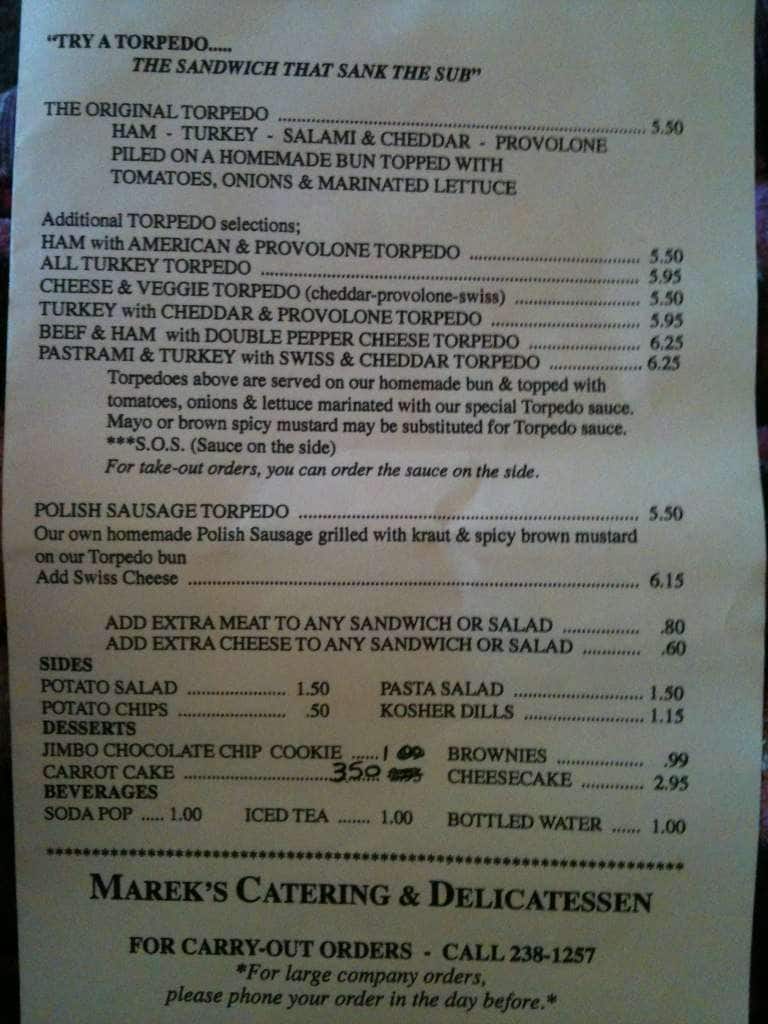 "TRY A TORPEDO.....
THE SANDWICH THAT SANK THE SUB"
THE ORIGINAL TORPEDO ........ 5.50
HAM - TURKEY - SALAMI & CHEDDAR - PROVOLONE
PILED ON A HOMEMADE BUN TOPPED WITH
TOMATOES, ONIONS & MARINATED LETTUCE
Additional TORPEDO selections;
HAM with AMERICAN & PROVOLONE TORPEDO ........ 5.50
ALL TURKEY TORPEDO ........ 5.95
CHEESE & VEGGIE TORPEDO (cheddar-provolone-swiss) ........ 5.50
TURKEY with CHEDDAR & PROVOLONE TORPEDO ........ 5.95
BEEF & HAM with DOUBLE PEPPER CHEESE TORPEDO ........ 6.25
PASTRAMI & TURKEY with SWISS & CHEDDAR TORPEDO ........ 6.25
Torpedoes above are served on our homemade bun & topped with
tomatoes, onions & lettuce marinated with our special Torpedo sauce.
Mayo or brown spicy mustard may be substituted for Torpedo sauce.
***S.O.S. (Sauce on the side)
For take-out orders, you can order the sauce on the side.
POLISH SAUSAGE TORPEDO ........ 5.50
Our own homemade Polish Sausage grilled with kraut & spicy brown mustard
on our Torpedo bun
Add Swiss Cheese ........ 6.15
ADD EXTRA MEAT TO ANY SANDWICH OR SALAD ........ .80
ADD EXTRA CHEESE TO ANY SANDWICH OR SALAD ........ .60
SIDES
POTATO SALAD ........ 1.50 PASTA SALAD ........ 1.50
POTATO CHIPS ........ .50 KOSHER DILLS ........ 1.15
DESSERTS
JIMBO CHOCOLATE CHIP COOKIE ...... 1 BROWNIES ........ .99
CARROT CAKE ........ 350 CHEESECAKE ........ 2.95
BEVERAGES
SODA POP ..... 1.00 ICED TEA ....... 1.00 BOTTLED WATER ...... 1.00
****************************************************************
MAREK'S CATERING & DELICATESSEN
FOR CARRY-OUT ORDERS - CALL 238-1257
*For large company orders,
please phone your order in the day before.*